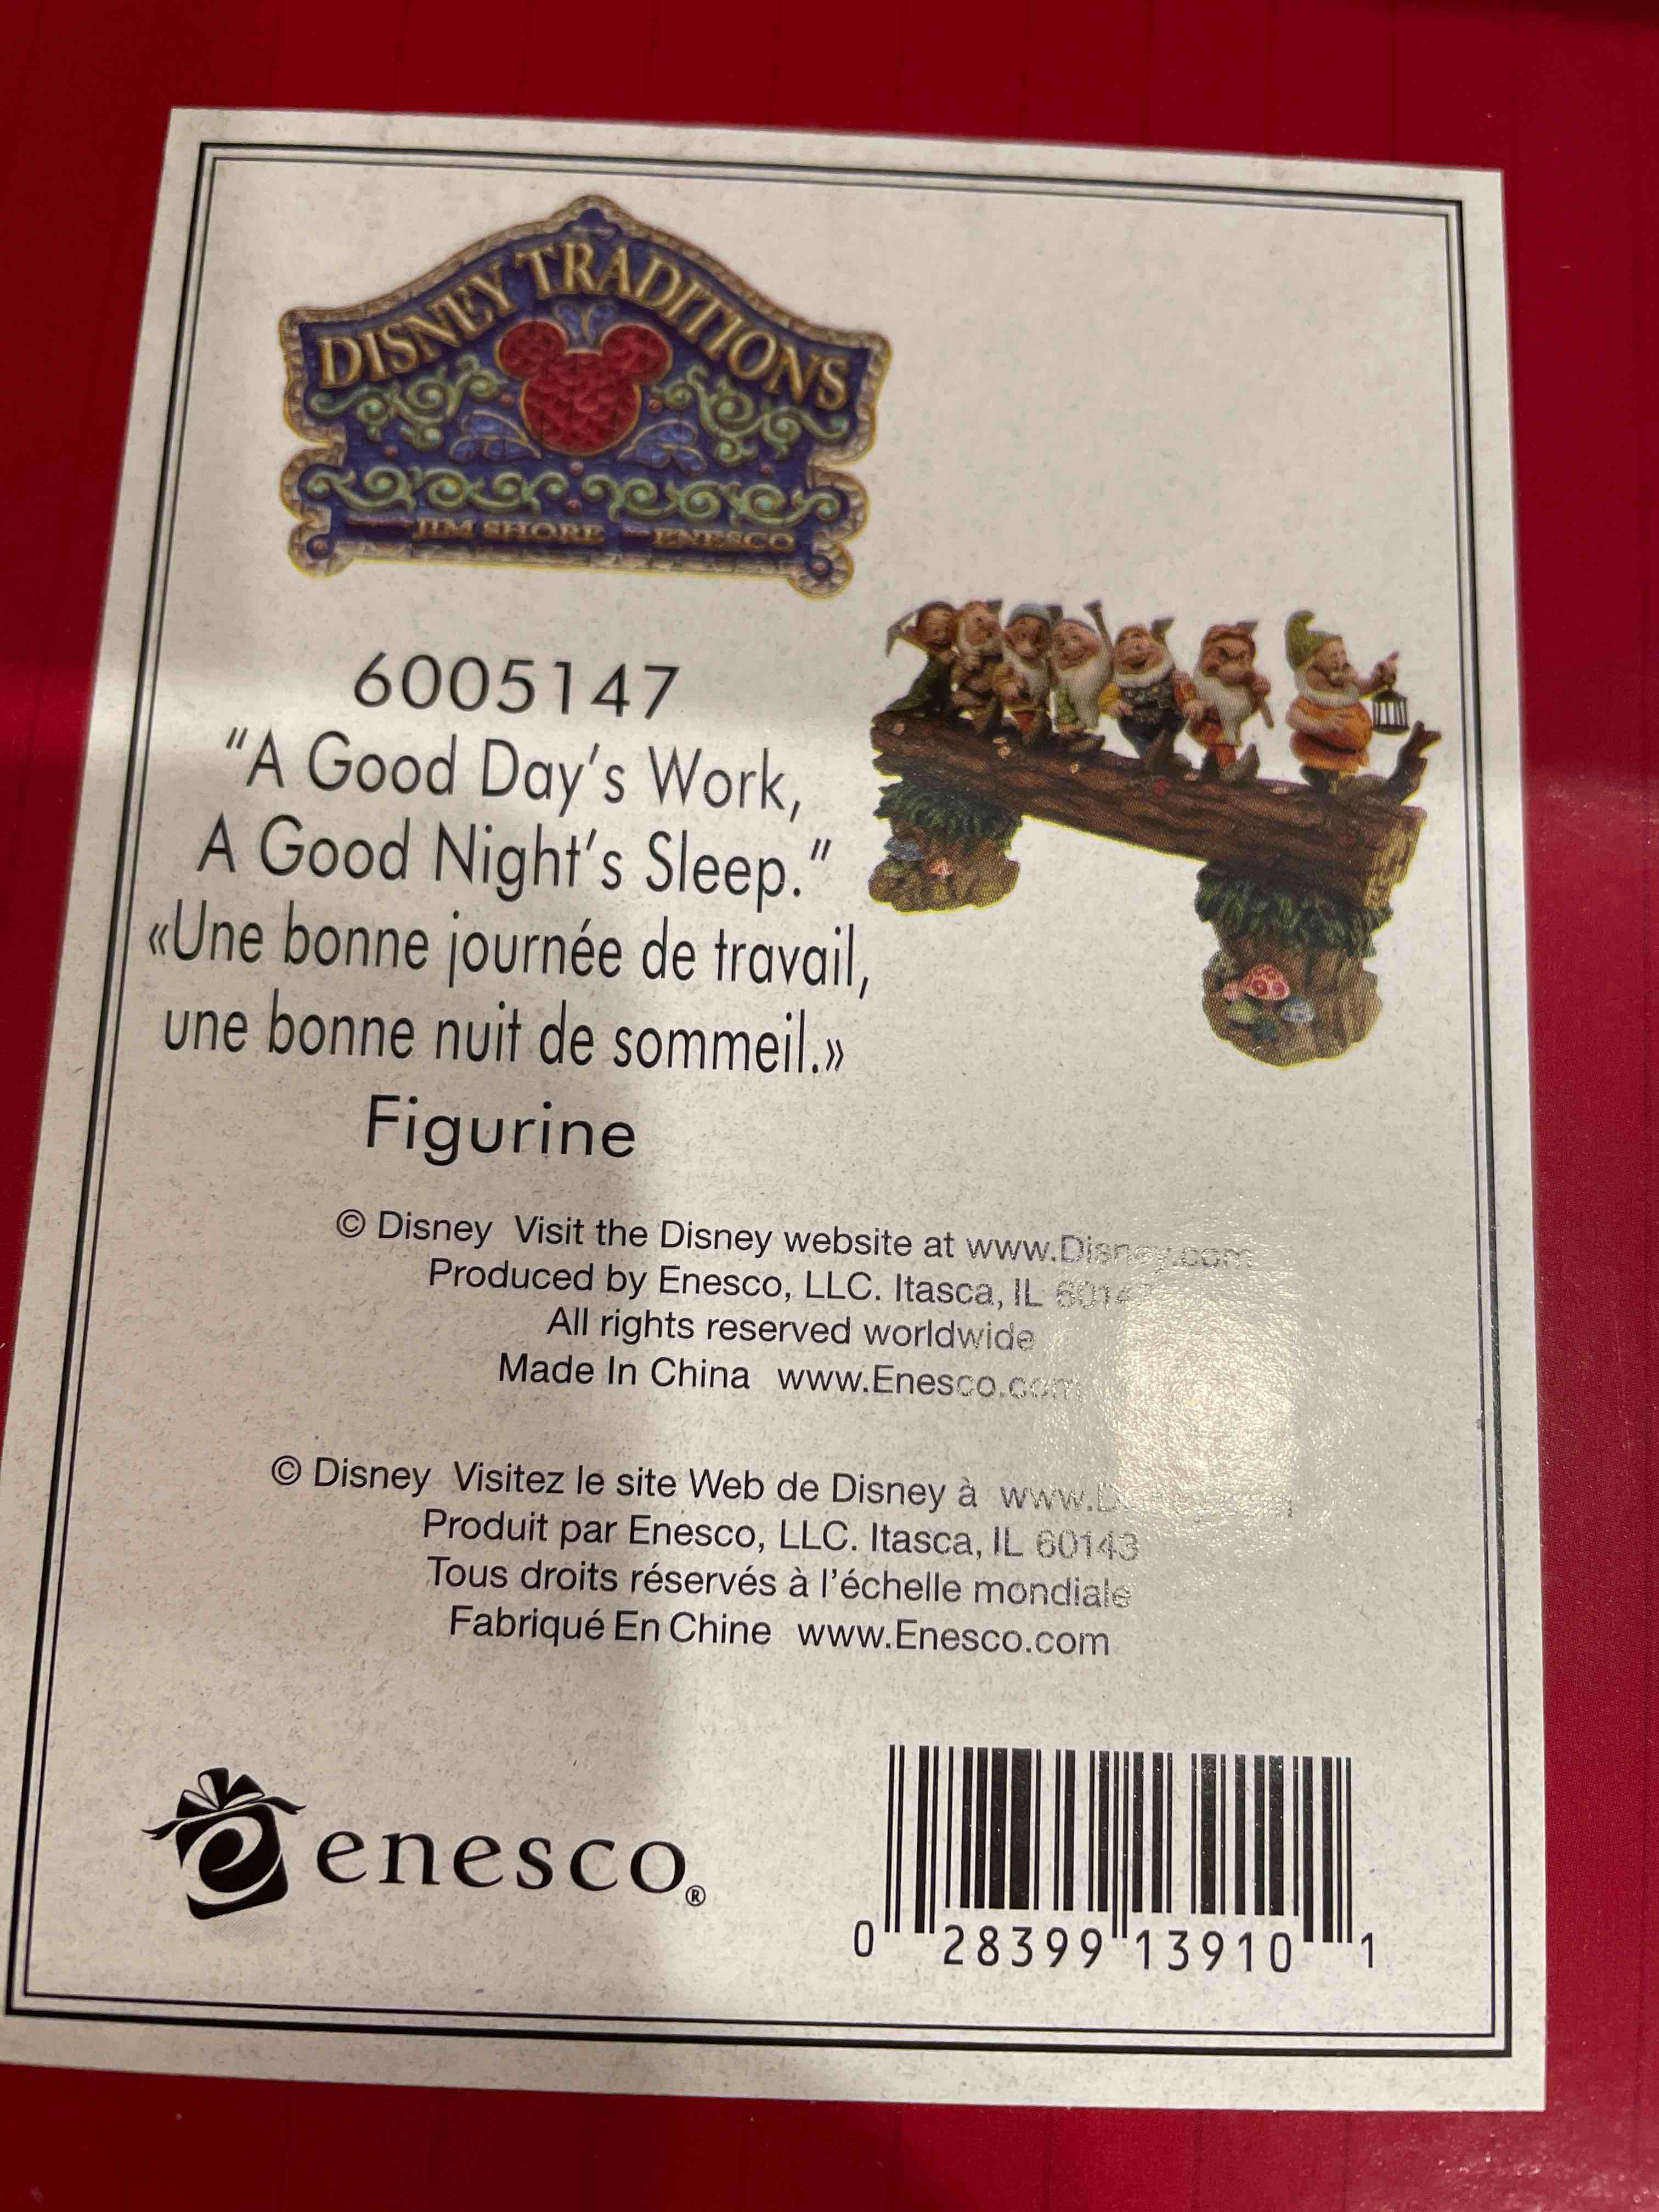 DISNEY TRADITIONS
JIM SHORE ENESCO
6005147
“A Good Day’s Work,
A Good Night’s Sleep.”
«Une bonne journée de travail,
une bonne nuit de sommeil.»
Figurine
© Disney Visit the Disney website at www.Disney.com
Produced by Enesco, LLC. Itasca, IL
All rights reserved worldwide
Made In China www.Enesco.com
© Disney Visitez le site Web de Disney à
Produit par Enesco, LLC. Itasca, IL 60143
Tous droits réservés à l’échelle mondiale
Fabriqué En Chine www.Enesco.com
enesco®
0 28399 13910 1